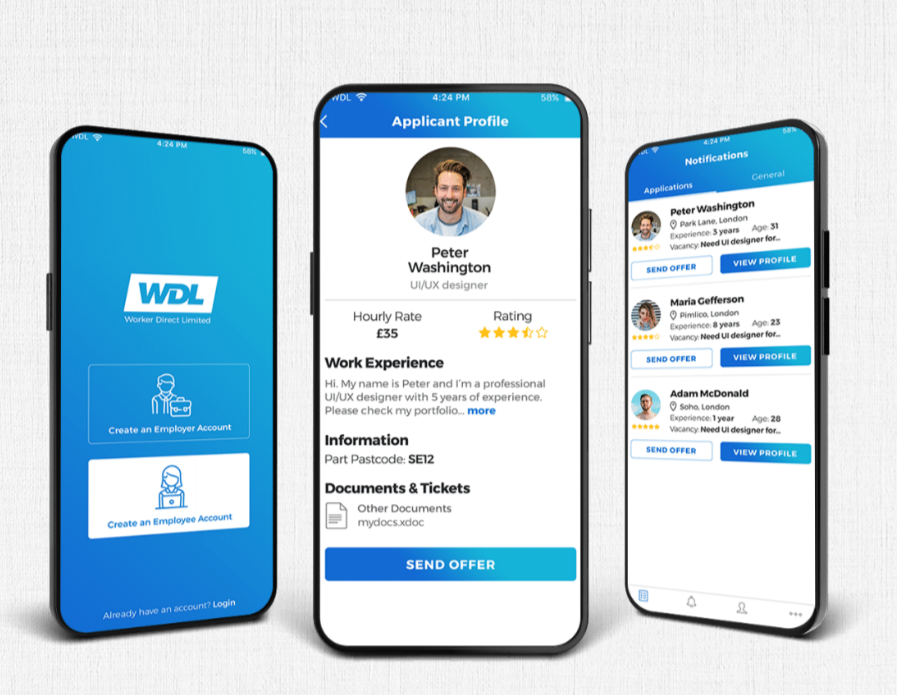 WDL
4:24 PM
58%
WDL
Worker Direct Limited
Create an Employer Account
Create an Employee Account
Already have an account? Login
WDL
4:24 PM
58%
Applicant Profile
Peter
Washington
UI/UX designer
Hourly Rate
£35
Rating
Work Experience
Hi. My name is Peter and I'm a professional
UI/UX designer with 5 years of experience.
Please check my portfolio... more
Information
Part Pastcode: SE12
Documents & Tickets
Other Documents
mydocs.xdoc
SEND OFFER
WDL
4:24 PM
58%
Notifications
Applications
General
Peter Washington
Park Lane, London
Experience: 3 years Age: 31
Vacancy: Need UI designer for...
SEND OFFER
VIEW PROFILE
Maria Gefferson
Pimlico, London
Experience: 8 years Age: 23
Vacancy: Need UI designer for...
SEND OFFER
VIEW PROFILE
Adam McDonald
Soho, London
Experience: 1 year Age: 28
Vacancy: Need UI designer for...
SEND OFFER
VIEW PROFILE